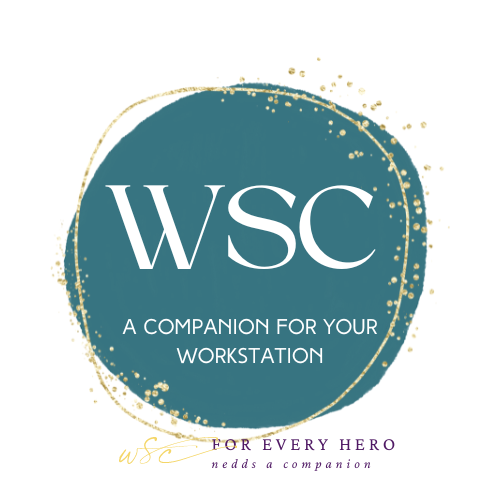 WSC
A COMPANION FOR YOUR
WORKSTATION
wSc FOR EVERY HERO
nedds a companion